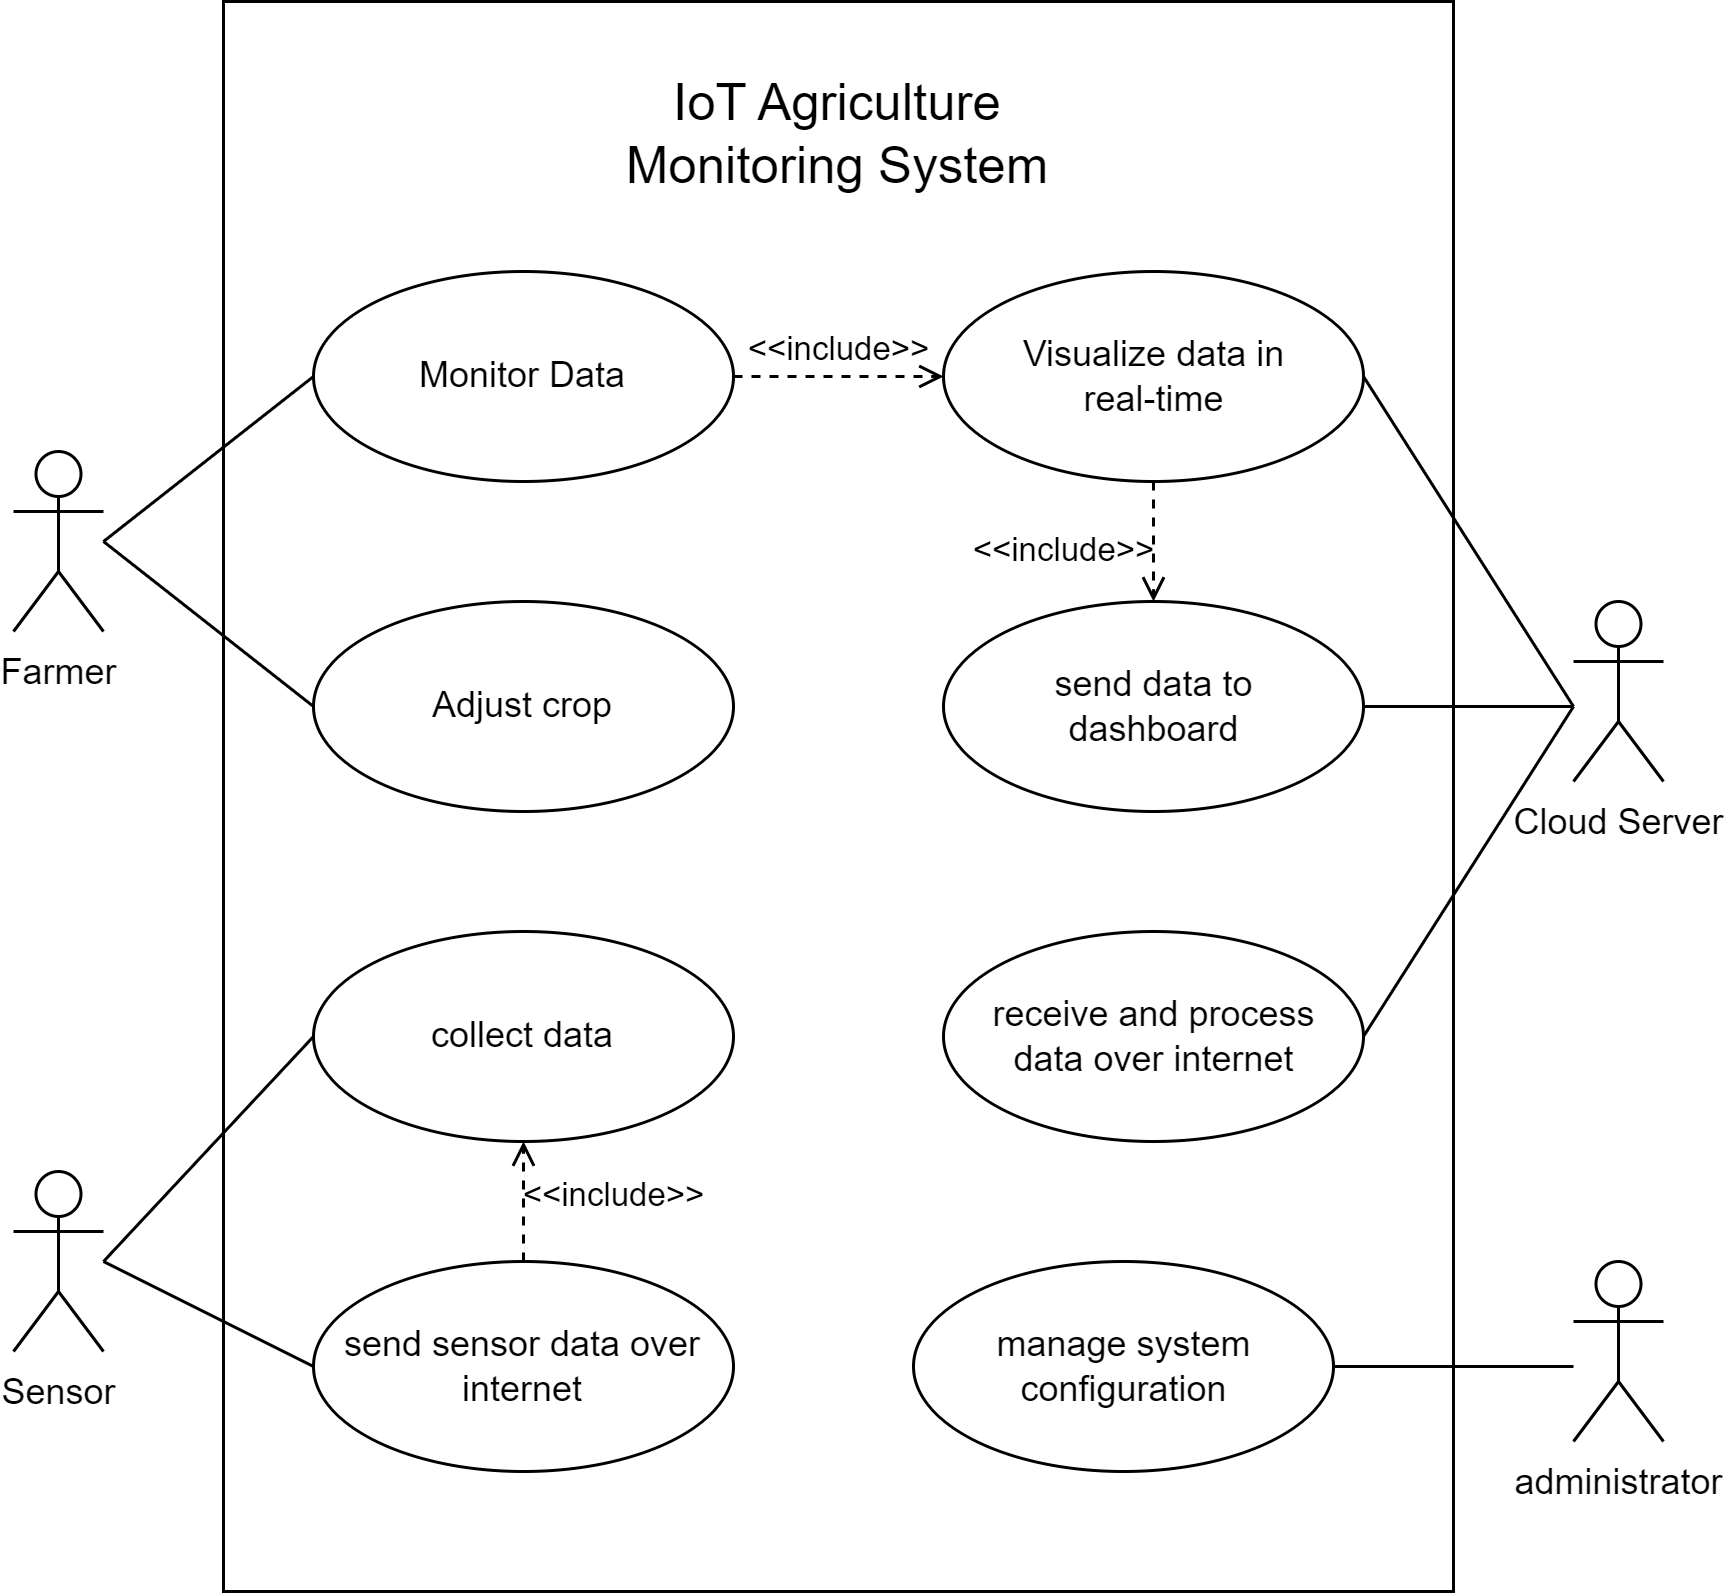 IoT Agriculture
Monitoring System
Monitor Data
<<include>>
Visualize data in
real-time
<<include>>
Farmer
Adjust crop
send data to
dashboard
Cloud Server
collect data
receive and process
data over internet
<<include>>
Sensor
send sensor data over
internet
manage system
configuration
administrator